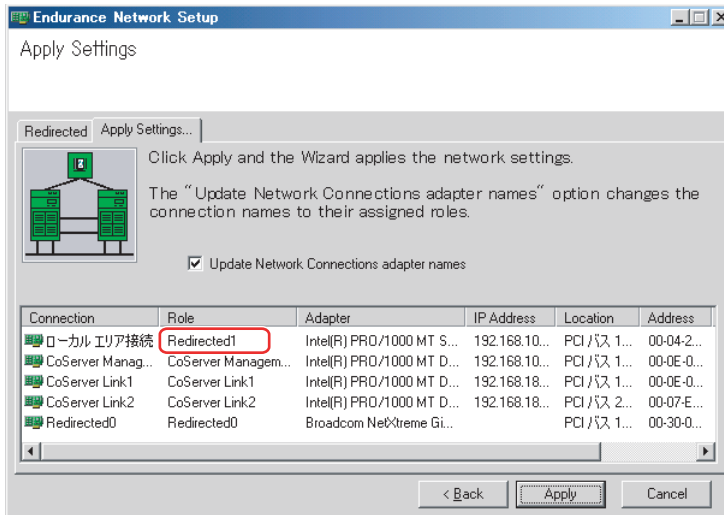 Endurance Network Setup
Apply Settings
Redirected Apply Settings...
Click Apply and the Wizard applies the network settings.
The "Update Network Connections adapter names" option changes the
connection names to their assigned roles.
Update Network Connections adapter names
Connection Role Adapter IP Address Location Address
ローカル エリア接続 Redirected1 Intel(R) PRO/1000 MT S... 192.168.10... PCI バス 1... 00-04-2...
CoServer Manag... CoServer Managem... Intel(R) PRO/1000 MT D... 192.168.10... PCI バス 1... 00-0E-0...
CoServer Link1 CoServer Link1 Intel(R) PRO/1000 MT D... 192.168.18... PCI バス 1... 00-0E-0...
CoServer Link2 CoServer Link2 Intel(R) PRO/1000 MT D... 192.168.18... PCI バス 2... 00-07-E...
Redirected0 Redirected0 Broadcom NetXtreme Gi... PCI バス 1... 00-30-0...
< Back Apply Cancel